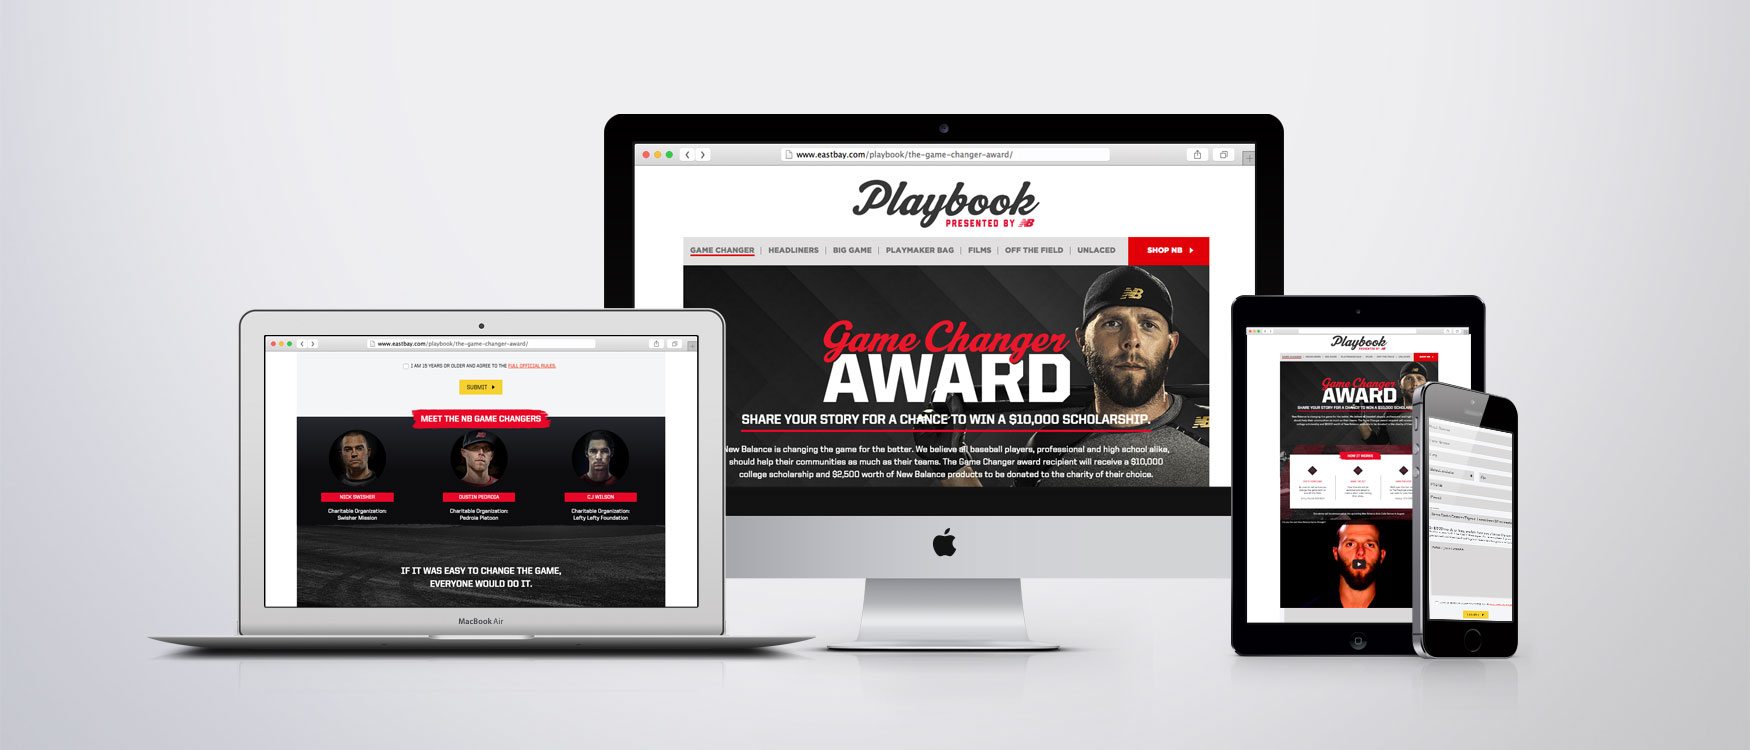 www.eastbay.com/playbook/the-game-changer-award/
Playbook
PRESENTED BY NB
GAME CHANGER | HEADLINERS | BIG GAME | PLAYMAKER BAG | FILMS | OFF THE FIELD | UNLACED
SHOP NB
NB
Game Changer
AWARD
SHARE YOUR STORY FOR A CHANCE TO WIN A $10,000 SCHOLARSHIP.
New Balance is changing the game for the better. We believe all baseball players, professional and high school alike,
should help their communities as much as their teams. The Game Changer award recipient will receive a $10,000
college scholarship and $2,500 worth of New Balance products to be donated to the charity of their choice.
www.eastbay.com/playbook/the-game-changer-award/
I AM 15 YEARS OR OLDER AND AGREE TO THE FULL OFFICIAL RULES.
SUBMIT
MEET THE NB GAME CHANGERS
NICK SWISHER
Charitable Organization:
Swisher Mission
DUSTIN PEDROIA
Charitable Organization:
Pedroia Platoon
CJ WILSON
Charitable Organization:
Lefty Lefty Foundation
IF IT WAS EASY TO CHANGE THE GAME,
EVERYONE WOULD DO IT.
MacBook Air
Playbook
PRESENTED BY NB
SHOP NB
Game Changer
AWARD
SHARE YOUR STORY FOR A CHANCE TO WIN A $10,000 SCHOLARSHIP
HOW IT WORKS